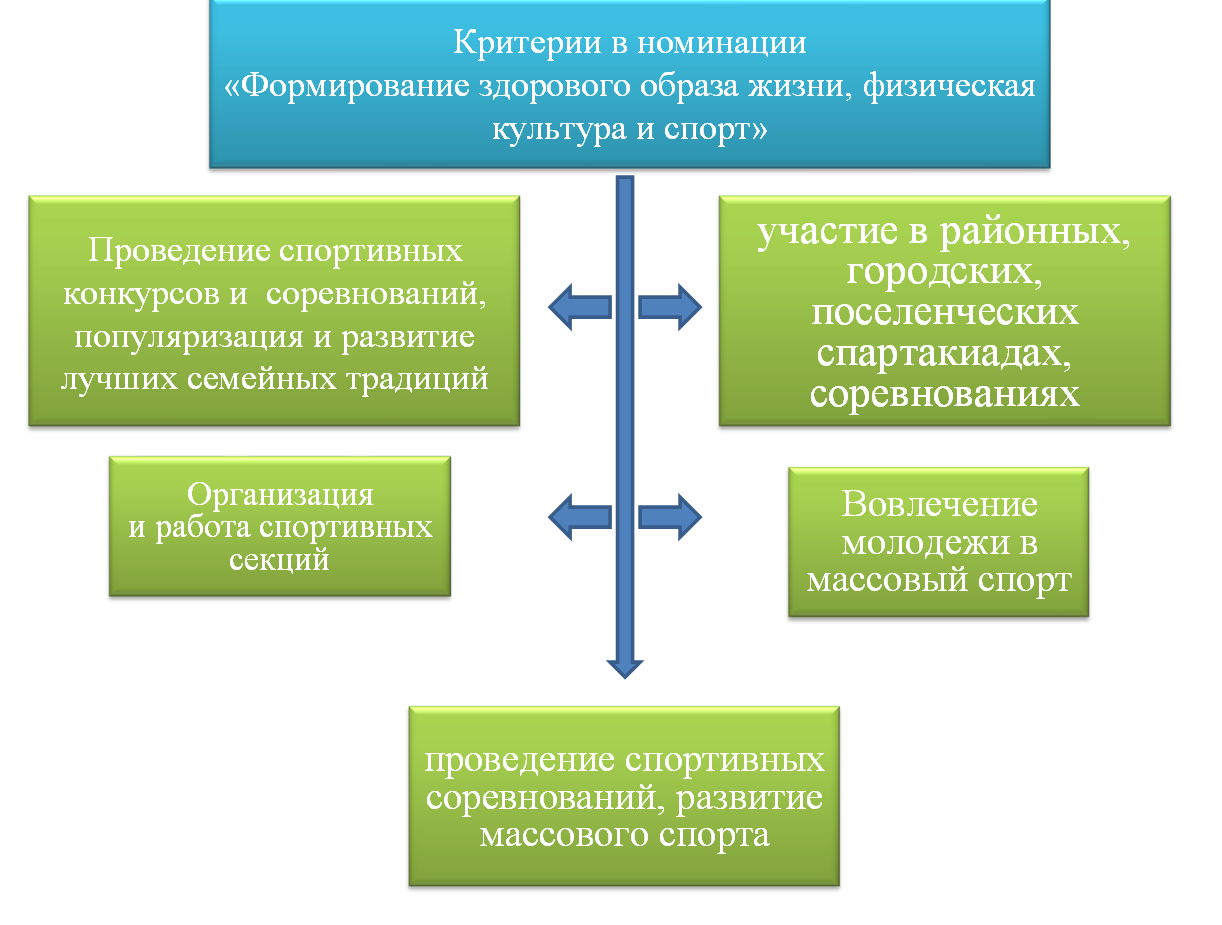 Критерии в номинации
«Формирование здорового образа жизни, физическая
культура и спорт»
Проведение спортивных
конкурсов и  соревнований,
популяризация и развитие
лучших семейных традиций
участие в районных,
городских,
поселенческих
спартакиадах,
соревнованиях
Организация
и работа спортивных
секций
Вовлечение
молодежи в
массовый спорт
проведение спортивных
соревнований, развитие
массового спорта